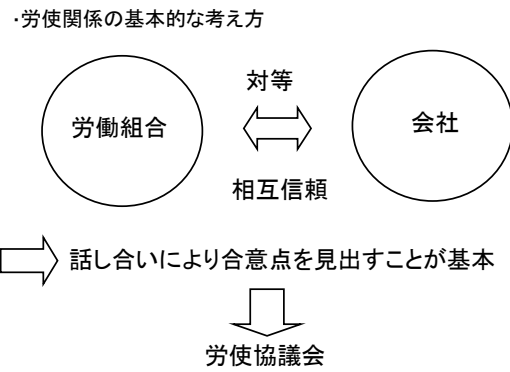 ·労使関係の基本的な考え方
対等
労働組合
会社
相互信頼
話し合いにより合意点を見出すことが基本
労使協議会